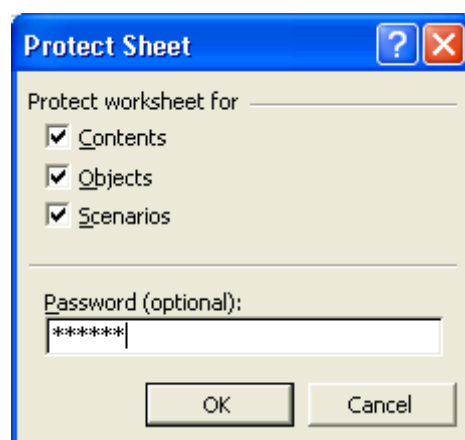 Protect Sheet
Protect worksheet for
Contents
Objects
Scenarios
Password (optional):
******
OK Cancel